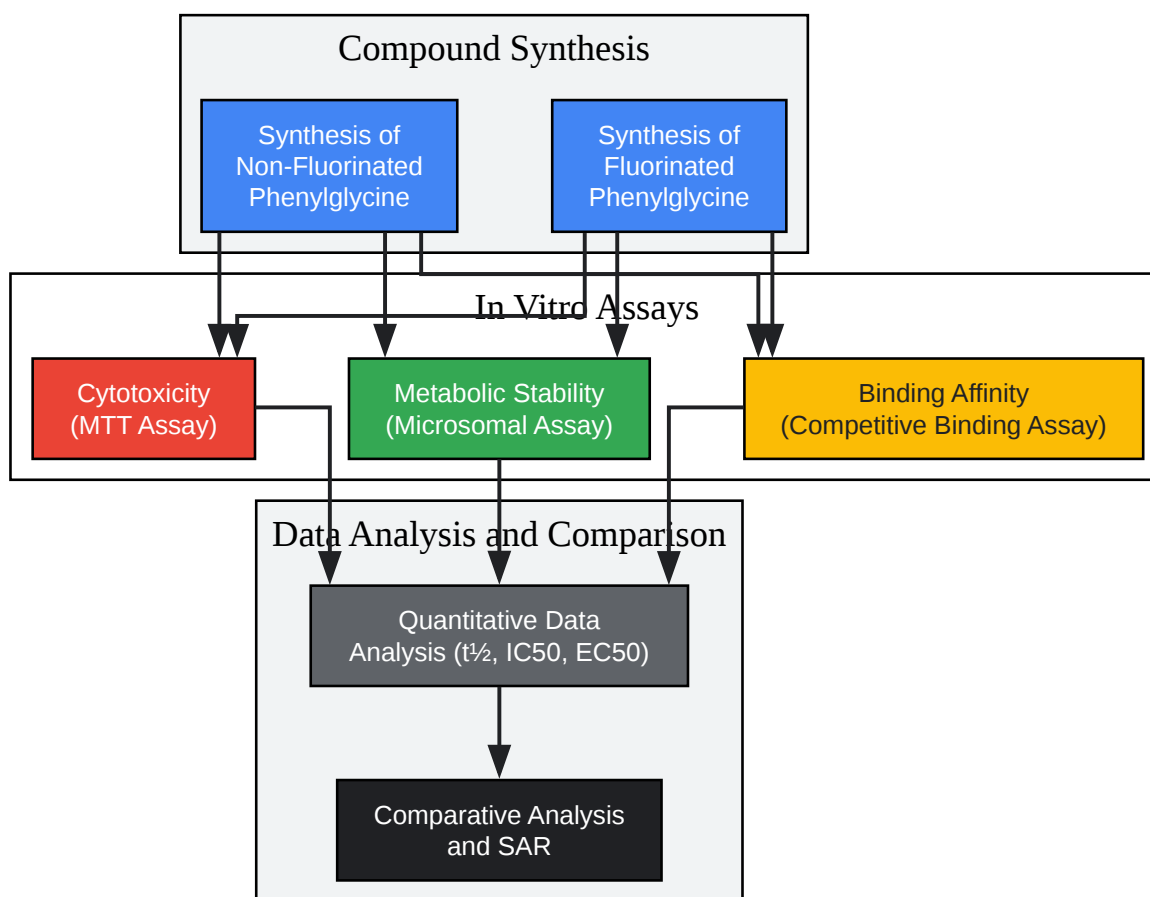 Compound Synthesis
Synthesis of
Non-Fluorinated
Phenylglycine
Synthesis of
Fluorinated
Phenylglycine
In Vitro Assays
Cytotoxicity
(MTT Assay)
Metabolic Stability
(Microsomal Assay)
Binding Affinity
(Competitive Binding Assay)
Data Analysis and Comparison
Quantitative Data
Analysis (t½, IC50, EC50)
Comparative Analysis
and SAR